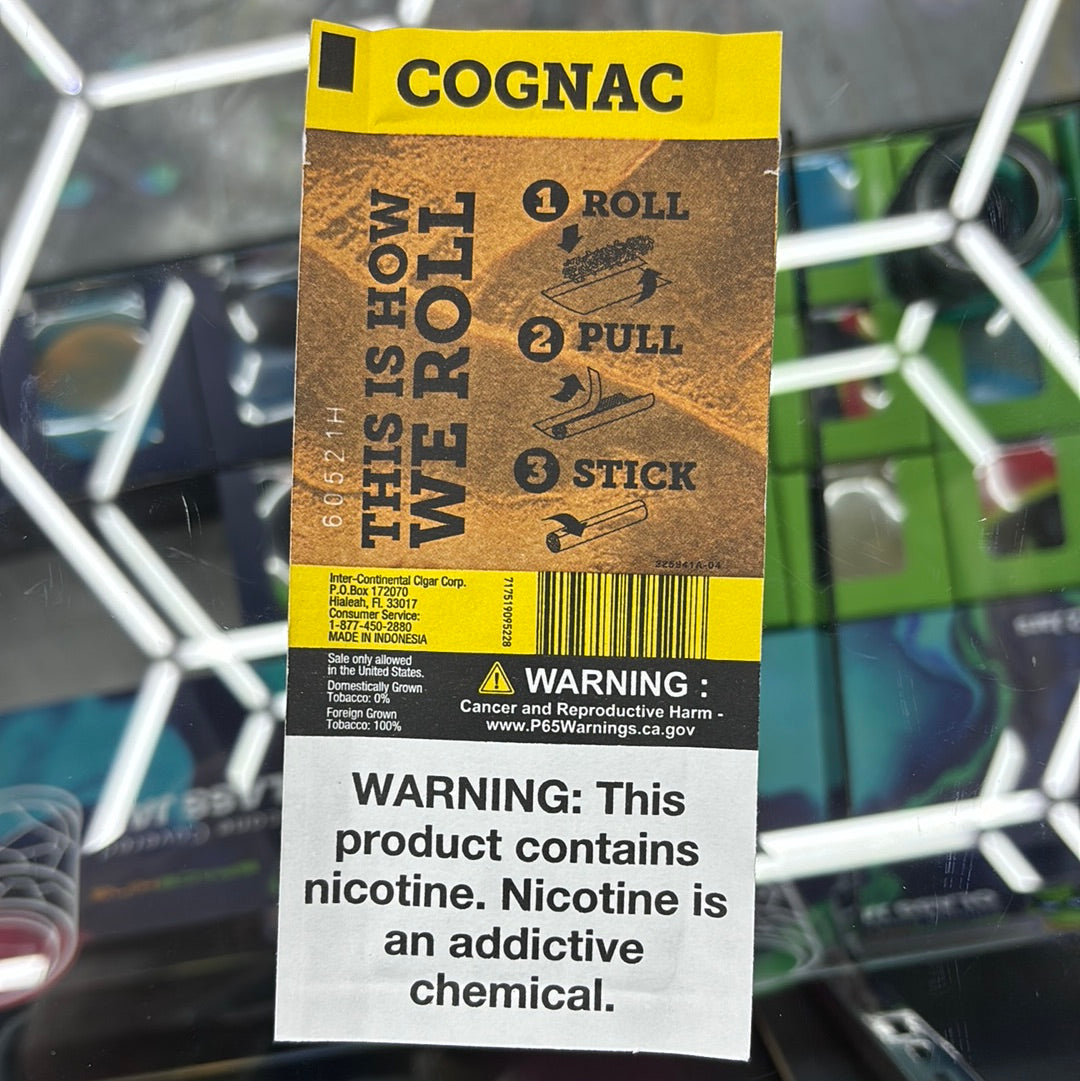 COGNAC
THIS IS HOW
WE ROLL
1 ROLL
2 PULL
3 STICK
60521H
Inter-Continental Cigar Corp.
P.O.Box 172070
Hialeah, FL 33017
Consumer Service:
1-877-450-2880
MADE IN INDONESIA
717519095228
Sale only allowed
in the United States.
Domestically Grown
Tobacco: 0%
Foreign Grown
Tobacco: 100%
WARNING :
Cancer and Reproductive Harm -
www.P65Warnings.ca.gov
WARNING: This
product contains
nicotine. Nicotine is
an addictive
chemical.